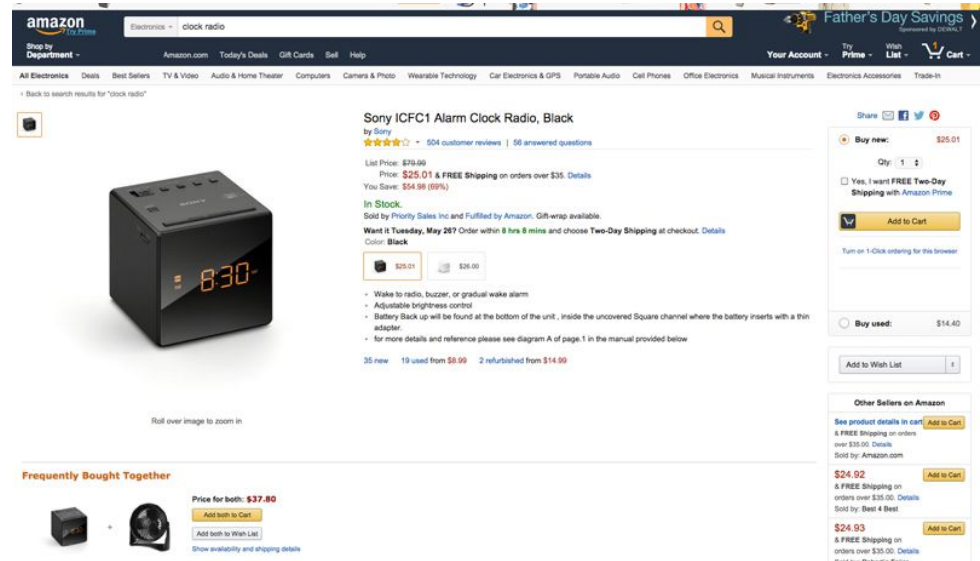 amazon
Try Prime
Electronics
clock radio
Father's Day Savings
Sponsored by DEWALT
Shop by
Department
Amazon.com Today's Deals Gift Cards Sell Help
Your Account
Try
Prime
Wish
List
1
Cart
All Electronics Deals Best Sellers TV & Video Audio & Home Theater Computers Camera & Photo Wearable Technology Car Electronics & GPS Portable Audio Cell Phones Office Electronics Musical Instruments Electronics Accessories Trade-In
‹ Back to search results for "clock radio"
Sony ICFC1 Alarm Clock Radio, Black
by Sony
504 customer reviews | 56 answered questions
List Price: $79.99
Price: $25.01 & FREE Shipping on orders over $35. Details
You Save: $54.98 (69%)
In Stock.
Sold by Priority Sales Inc and Fulfilled by Amazon. Gift-wrap available.
Want it Tuesday, May 26? Order within 8 hrs 8 mins and choose Two-Day Shipping at checkout. Details
Color: Black
$25.01
$26.00
Wake to radio, buzzer, or gradual wake alarm
Adjustable brightness control
Battery Back up will be found at the bottom of the unit , inside the uncovered Square channel where the battery inserts with a thin
adapter.
for more details and reference please see diagram A of page.1 in the manual provided below
35 new 19 used from $8.99 2 refurbished from $14.99
SONY
8:30
Roll over image to zoom in
Share
Buy new: $25.01
Qty: 1
Yes, I want FREE Two-Day
Shipping with Amazon Prime
Add to Cart
Turn on 1-Click ordering for this browser
Buy used: $14.40
Add to Wish List
Other Sellers on Amazon
See product details in cart Add to Cart
& FREE Shipping on orders
over $35.00. Details
Sold by: Amazon.com
$24.92 Add to Cart
& FREE Shipping on
orders over $35.00. Details
Sold by: Best 4 Best
$24.93 Add to Cart
& FREE Shipping on
orders over $35.00. Details
Frequently Bought Together
+
Price for both: $37.80
Add both to Cart
Add both to Wish List
Show availability and shipping details